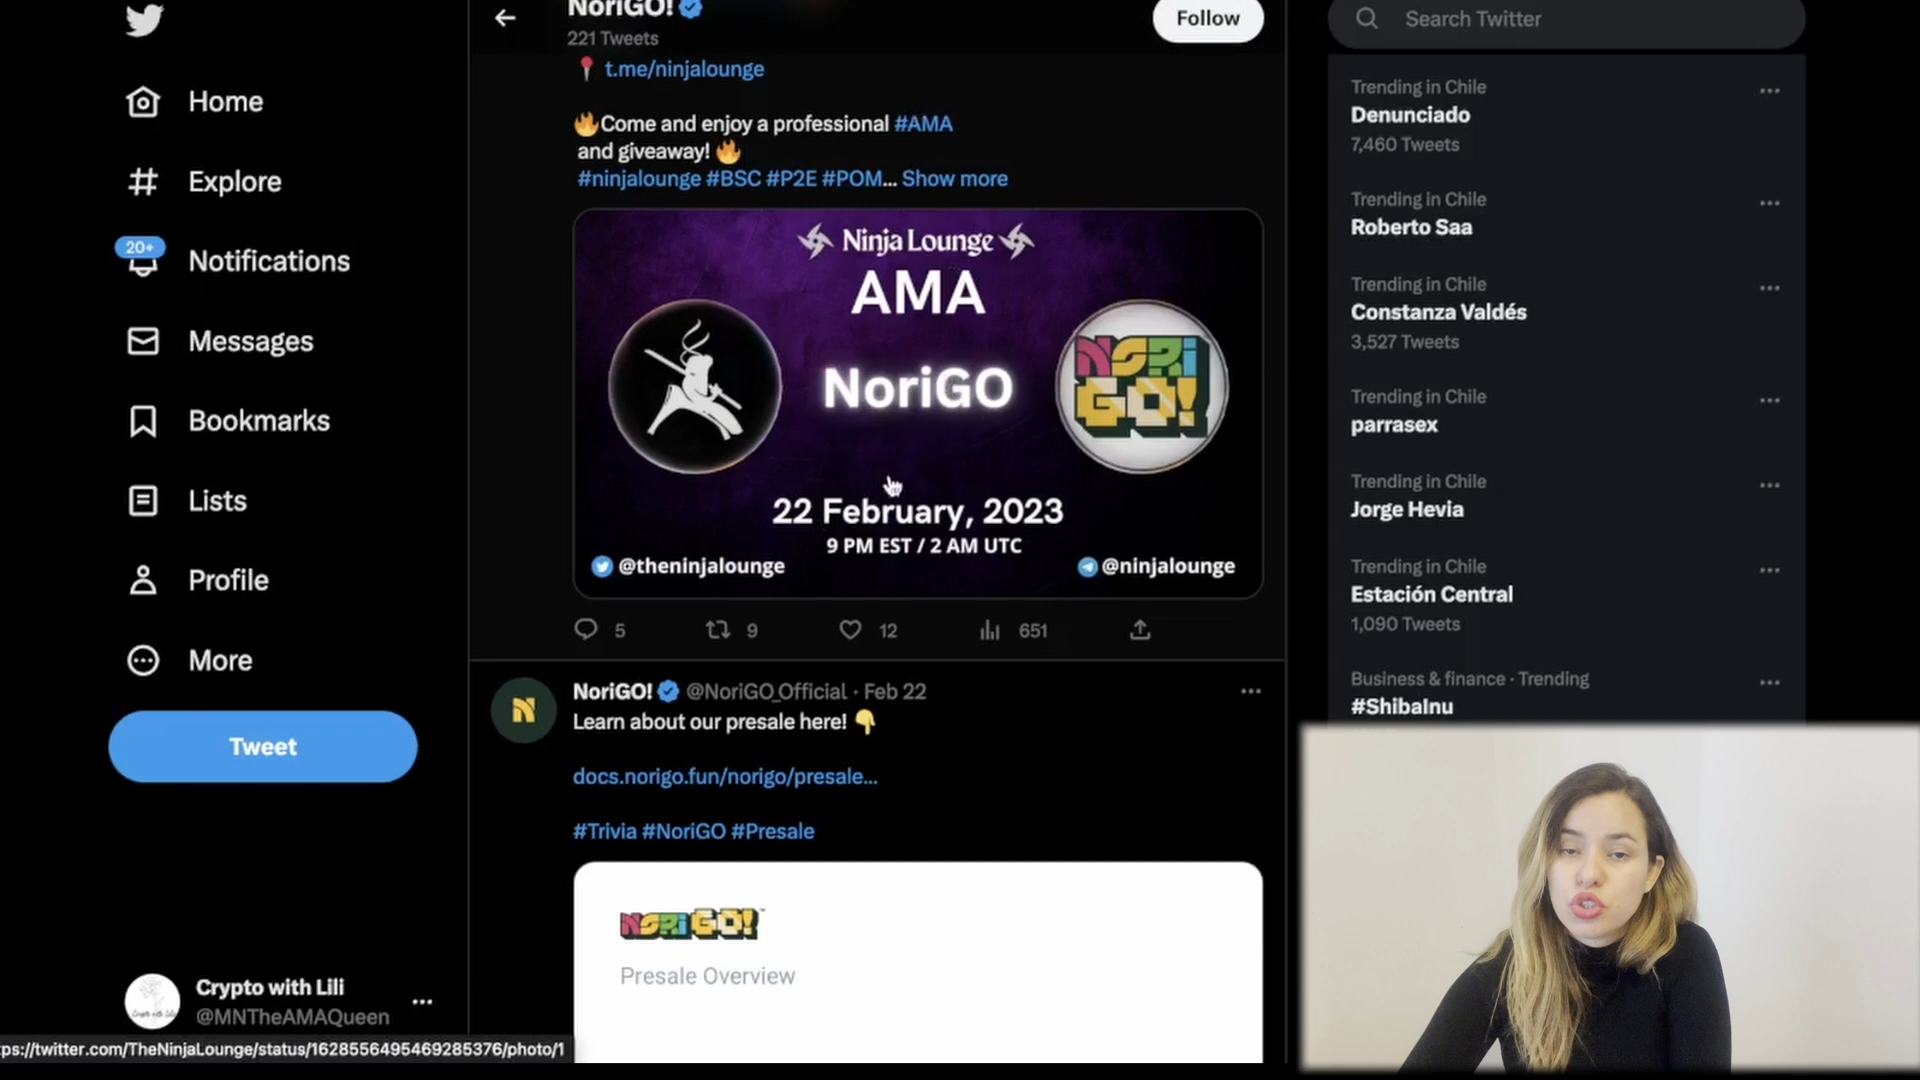 Home
Explore
20+
Notifications
Messages
Bookmarks
Lists
Profile
More
Tweet
Crypto with Lili
@MNTheAMAQueen
ps://twitter.com/TheNinjaLounge/status/1628556495469285376/photo/1
NoriGO!
221 Tweets
Follow
t.me/ninjalounge
Come and enjoy a professional #AMA
and giveaway!
#ninjalounge #BSC #P2E #POM... Show more
Ninja Lounge
AMA
NoriGO
NORI
GO!
22 February, 2023
9 PM EST / 2 AM UTC
@theninjalounge @ninjalounge
5 9 12 651
NoriGO! @NoriGO_Official · Feb 22
Learn about our presale here!
docs.norigo.fun/norigo/presale...
#Trivia #NoriGO #Presale
NORI GO!
Presale Overview
Search Twitter
Trending in Chile
Denunciado
7,460 Tweets
Trending in Chile
Roberto Saa
Trending in Chile
Constanza Valdés
3,527 Tweets
Trending in Chile
parrasex
Trending in Chile
Jorge Hevia
Trending in Chile
Estación Central
1,090 Tweets
Business & finance · Trending
#ShibaInu